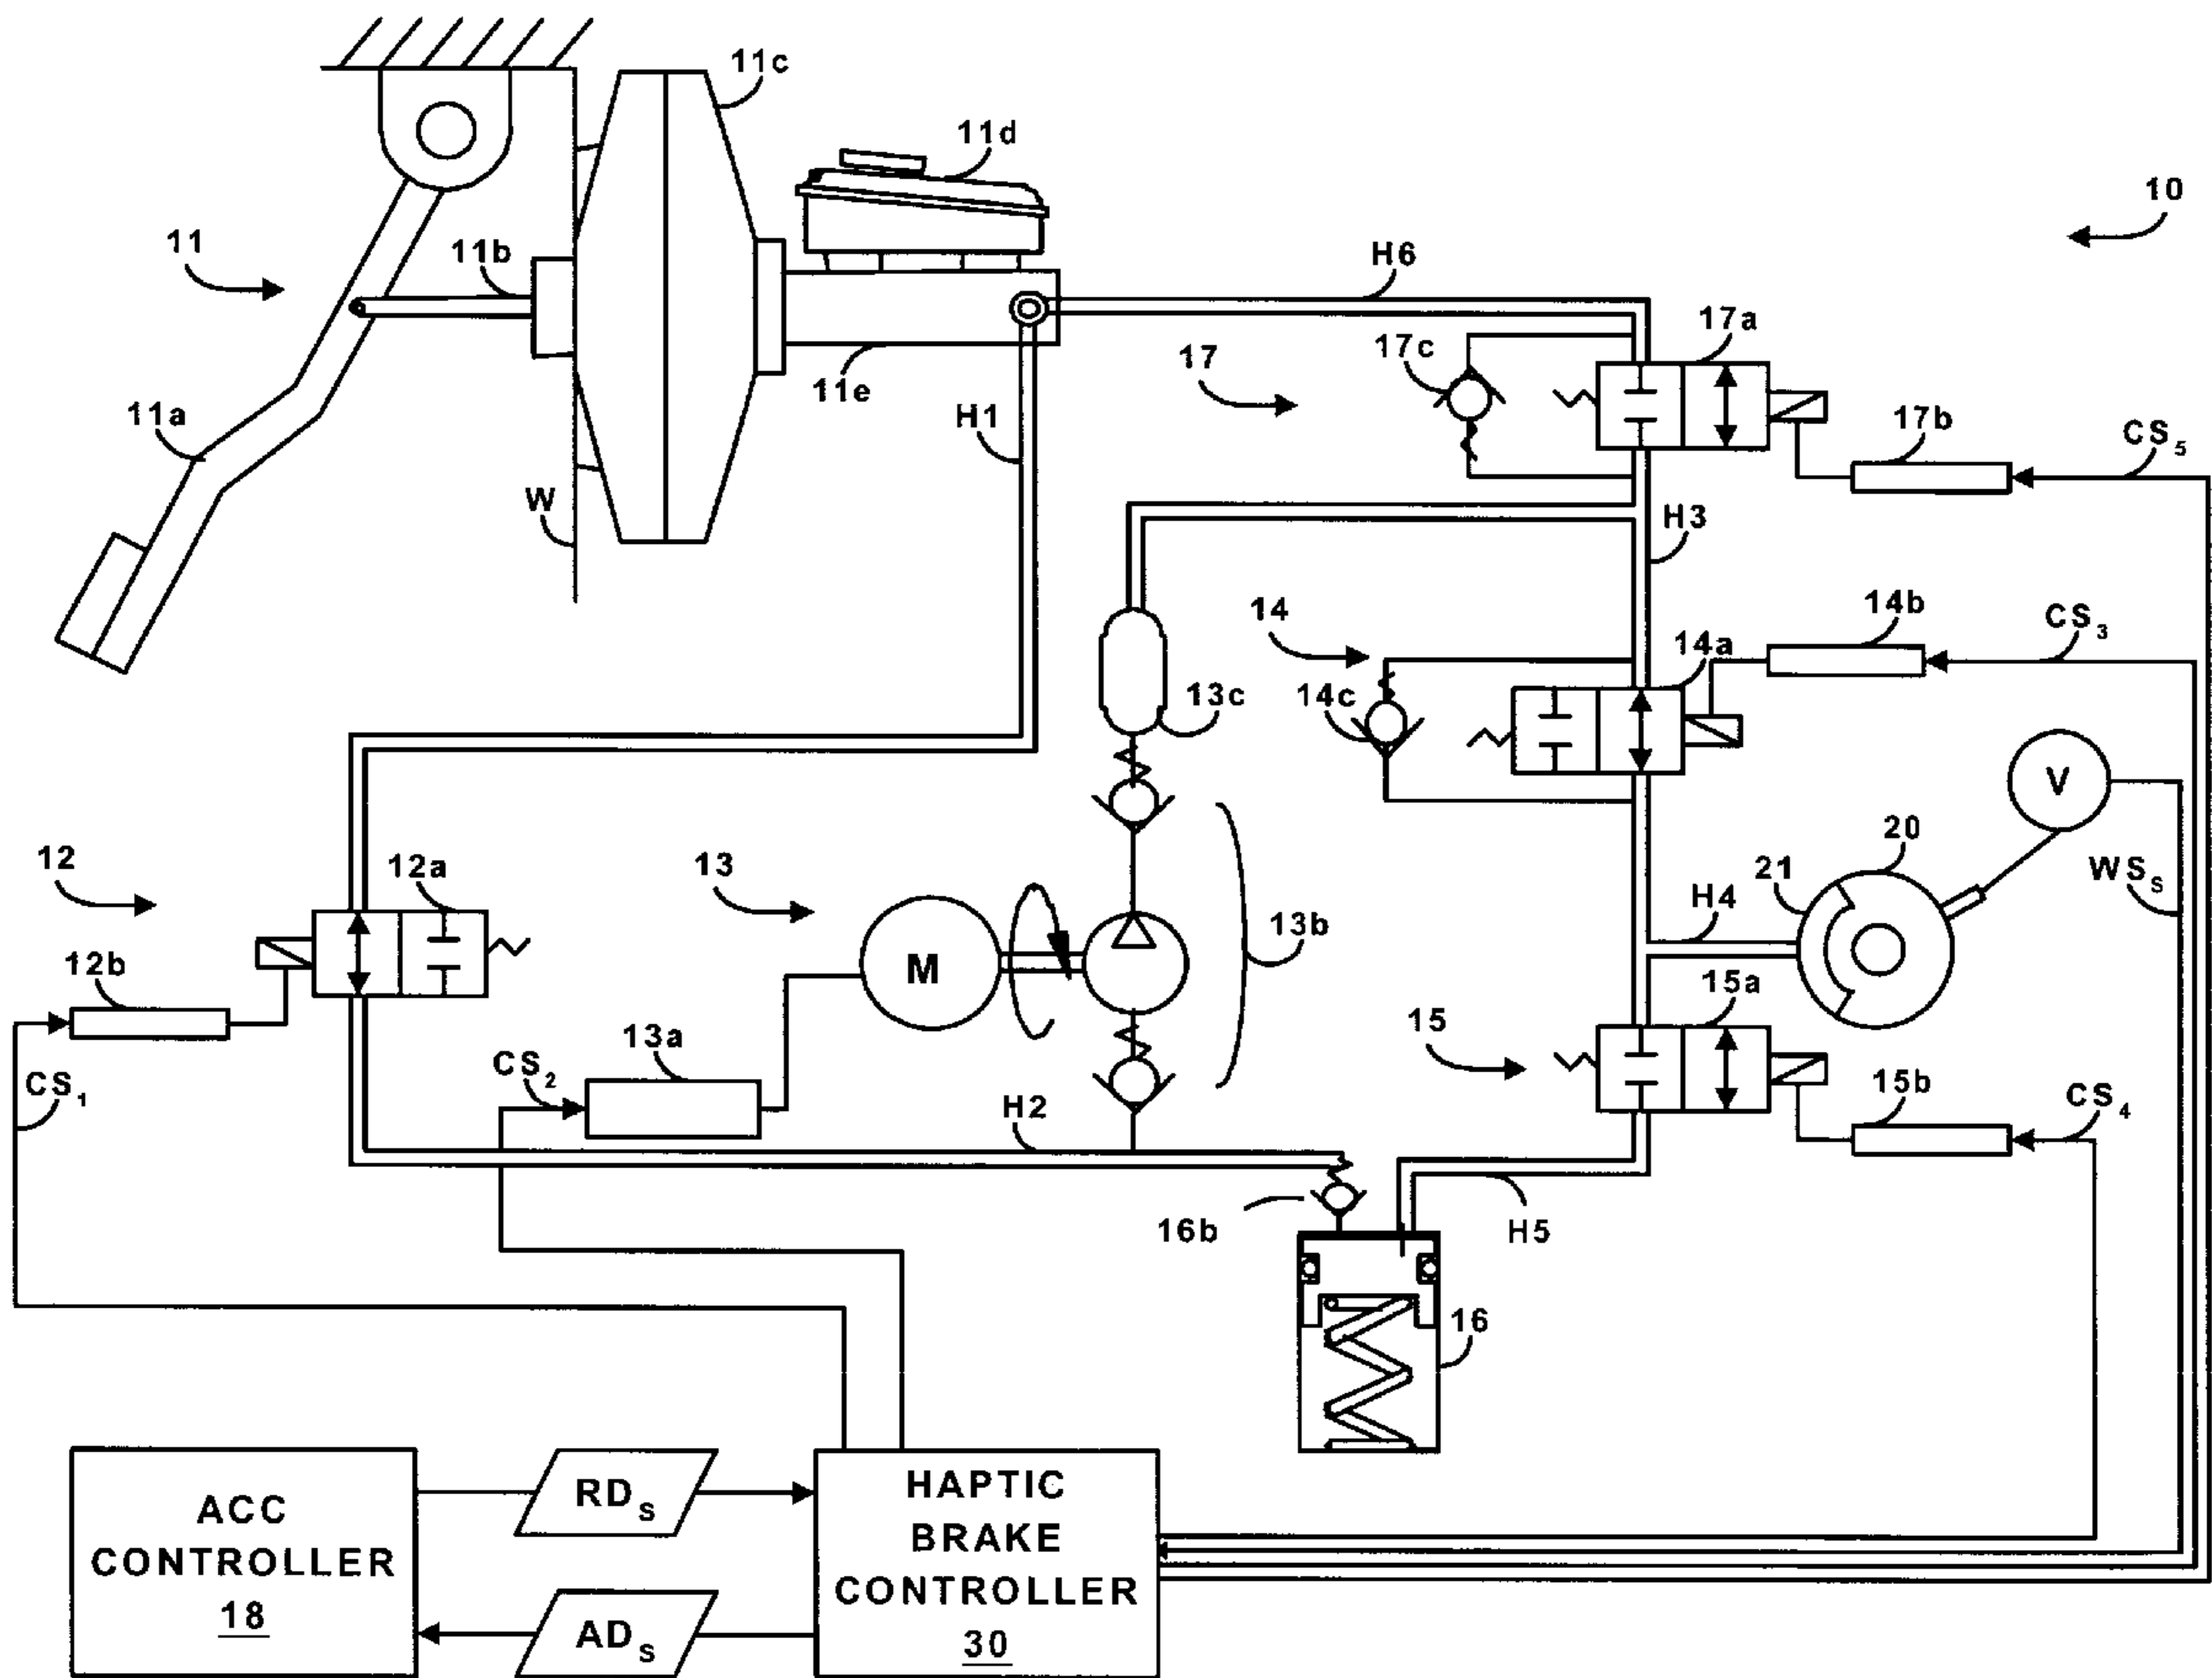 11c
11d
10
11
11b
H6
17a
17c
17
11e
11a
H1
17b
CS5
W
H3
14
14b
CS3
14a
13c
14c
V
20
12
12a
13
21
WSS
H4
13b
12b
M
15a
15
13a
CS1
CS2
15b
CS4
H2
16b
H5
16
ACC
CONTROLLER
18
RDS
ADS
HAPTIC
BRAKE
CONTROLLER
30